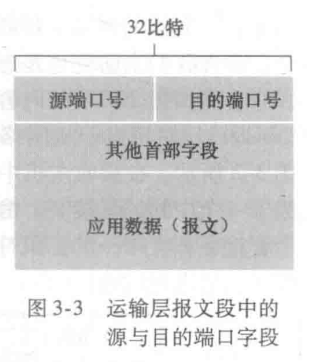 32比特
源端口号 目的端口号
其他首部字段
应用数据（报文）
图 3-3 运输层报文段中的
源与目的端口字段